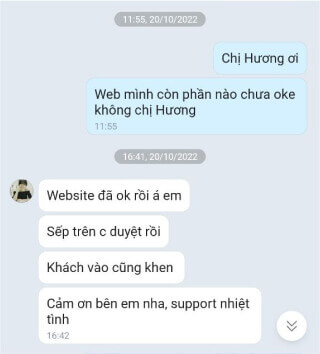 11:55, 20/10/2022
Chị Hương ơi
Web mình còn phần nào chưa oke
không chị Hương
11:55
16:41, 20/10/2022
Website đã ok rồi á em
Sếp trên c duyệt rồi
Khách vào cũng khen
Cảm ơn bên em nha, support nhiệt
tình
16:42